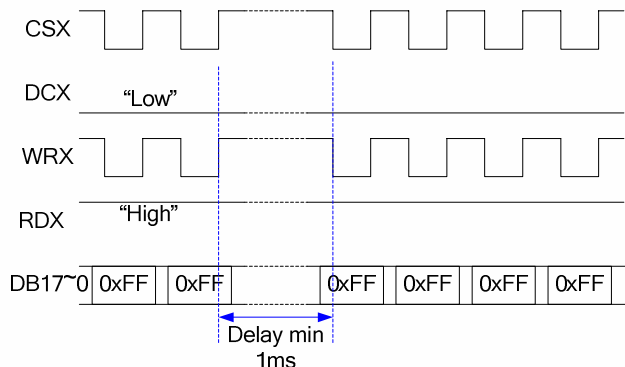 CSX
DCX
“Low”
WRX
RDX
“High”
DB17~0
0xFF
0xFF
0xFF
0xFF
0xFF
0xFF
Delay min
1ms